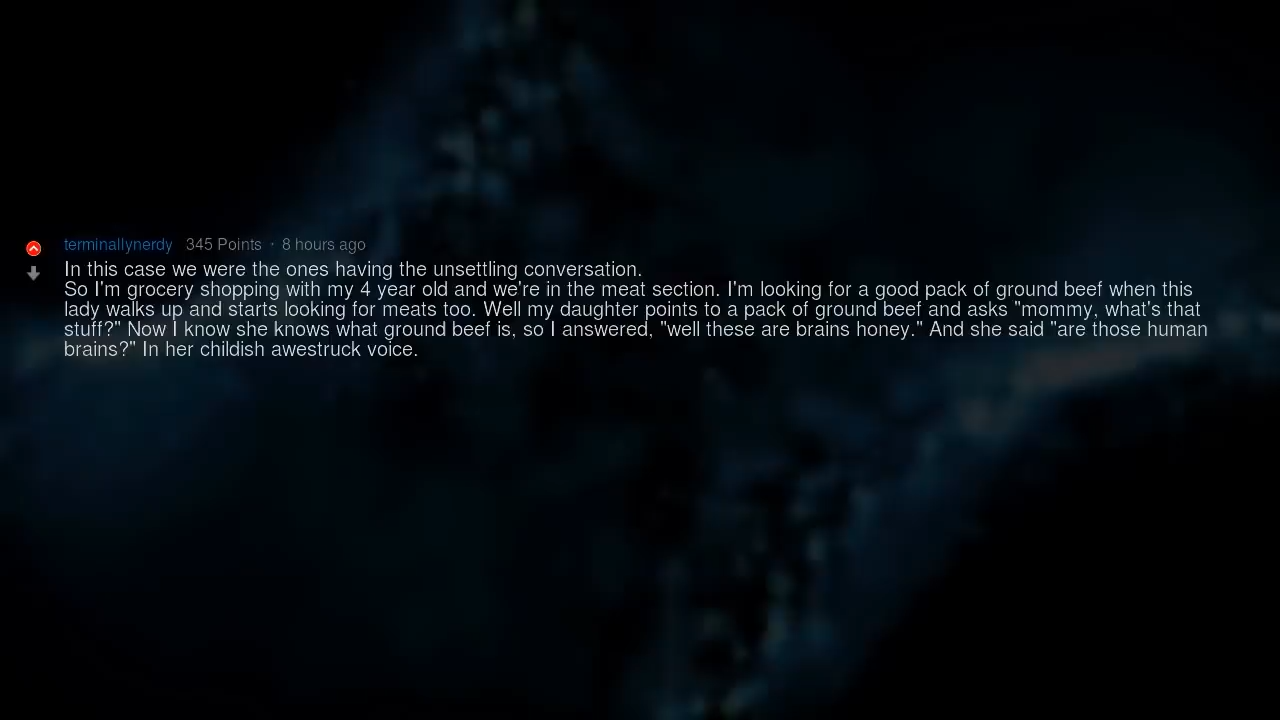 terminallynerdy 345 Points · 8 hours ago
In this case we were the ones having the unsettling conversation.
So I'm grocery shopping with my 4 year old and we're in the meat section. I'm looking for a good pack of ground beef when this
lady walks up and starts looking for meats too. Well my daughter points to a pack of ground beef and asks "mommy, what's that
stuff?" Now I know she knows what ground beef is, so I answered, "well these are brains honey." And she said "are those human
brains?" In her childish awestruck voice.